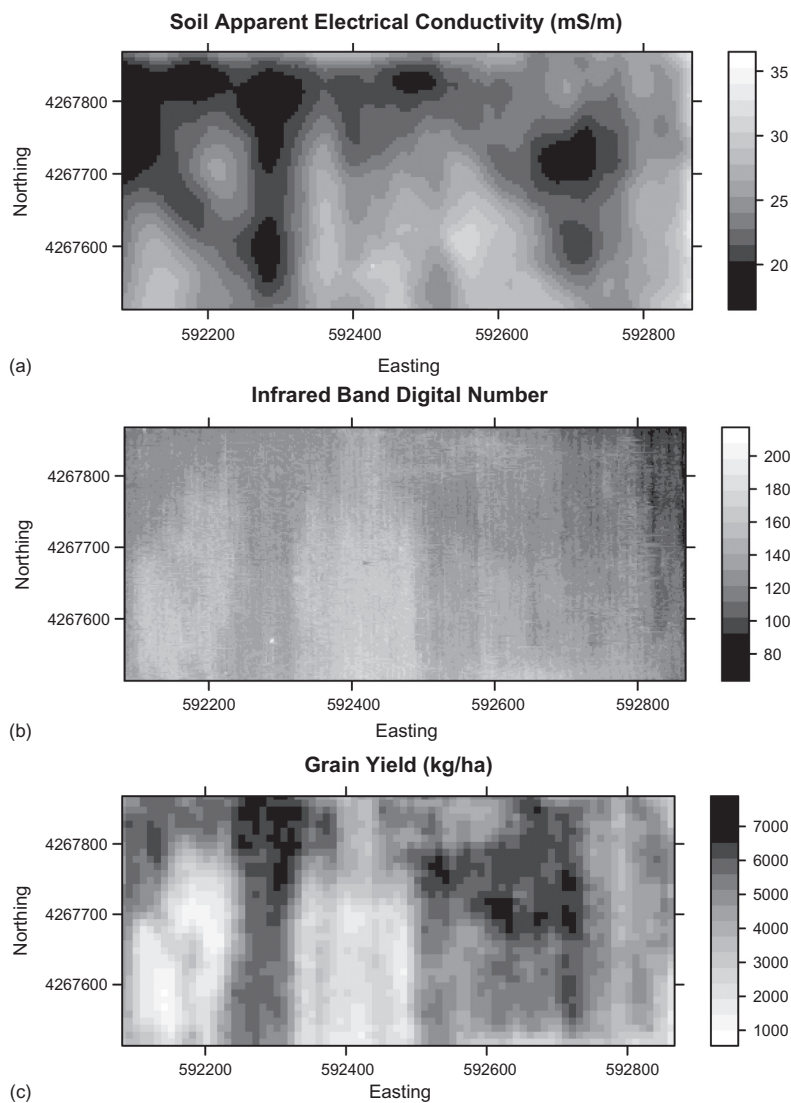 Soil Apparent Electrical Conductivity (mS/m)
Northing
4267800
4267700
4267600
592200 592400 592600 592800
Easting
35
30
25
20
(a)
Infrared Band Digital Number
Northing
4267800
4267700
4267600
592200 592400 592600 592800
Easting
200
180
160
140
120
100
80
(b)
Grain Yield (kg/ha)
Northing
4267800
4267700
4267600
592200 592400 592600 592800
Easting
7000
6000
5000
4000
3000
2000
1000
(c)